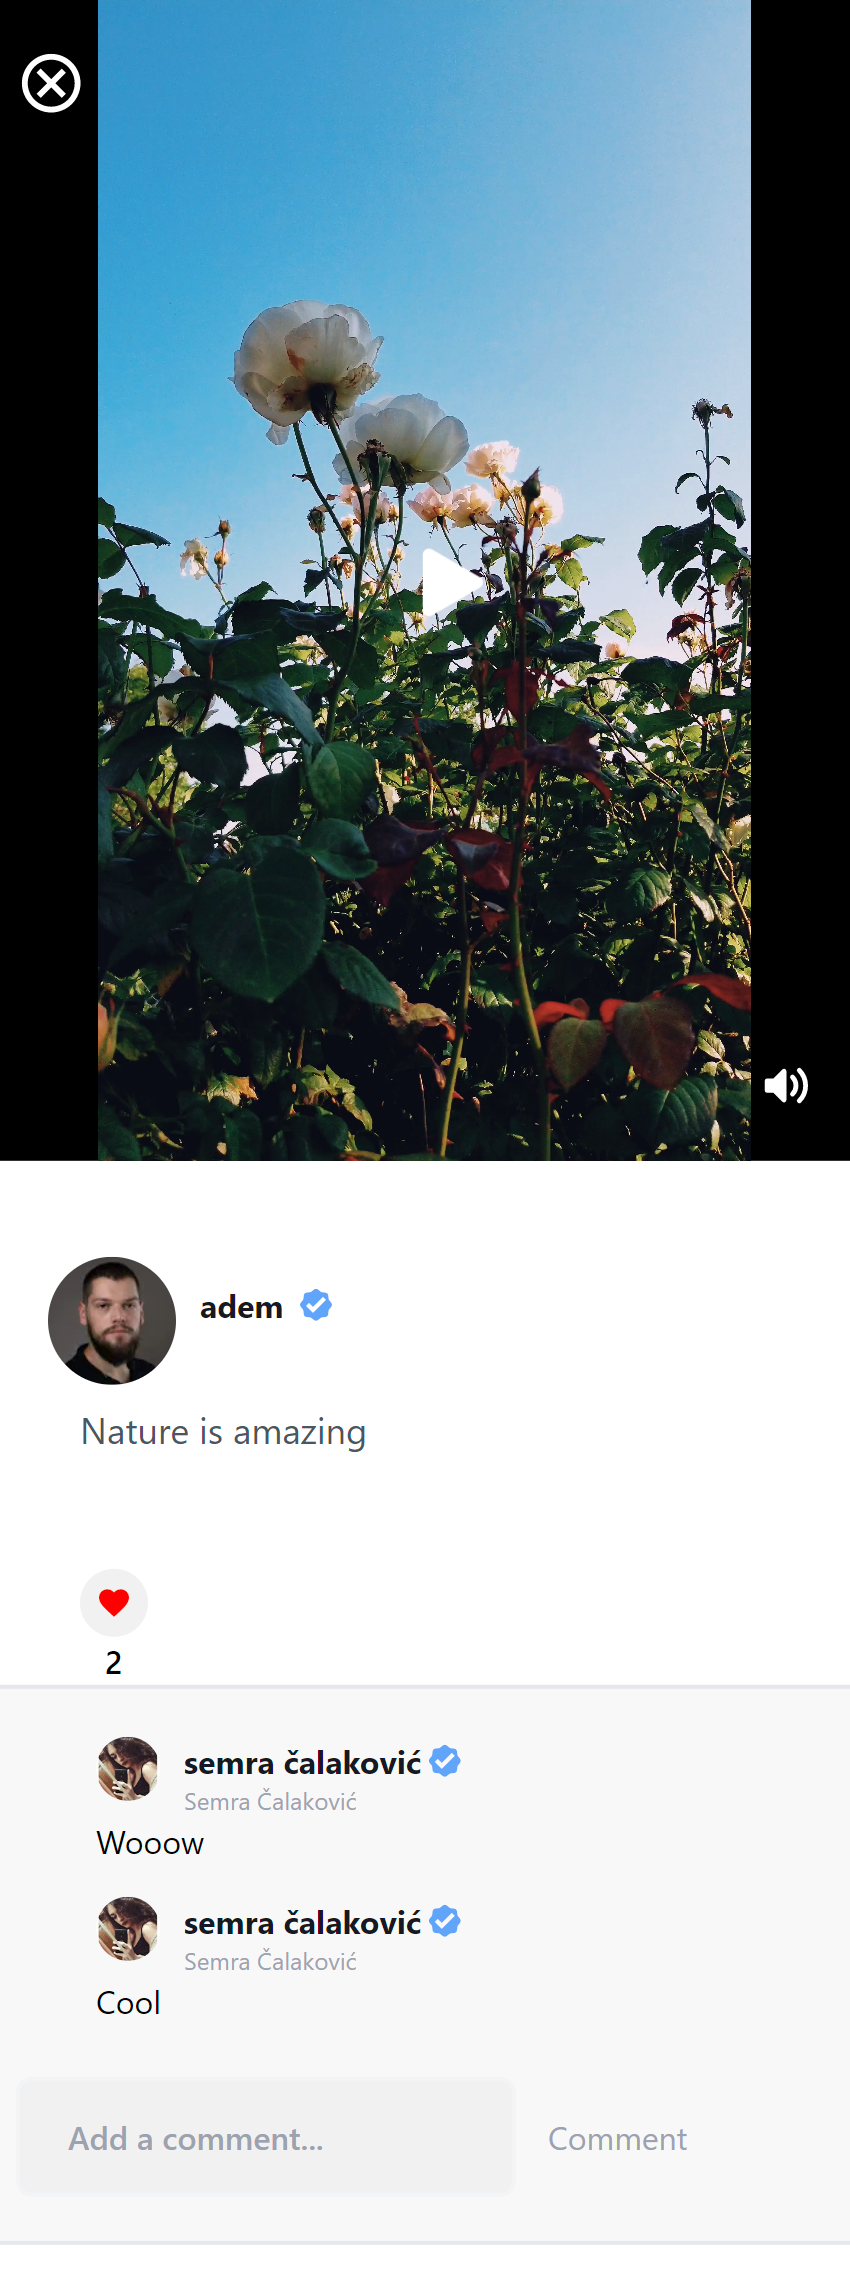 adem
Nature is amazing
2
semra čalaković
Semra Čalaković
Wooow
semra čalaković
Semra Čalaković
Cool
Add a comment...
Comment